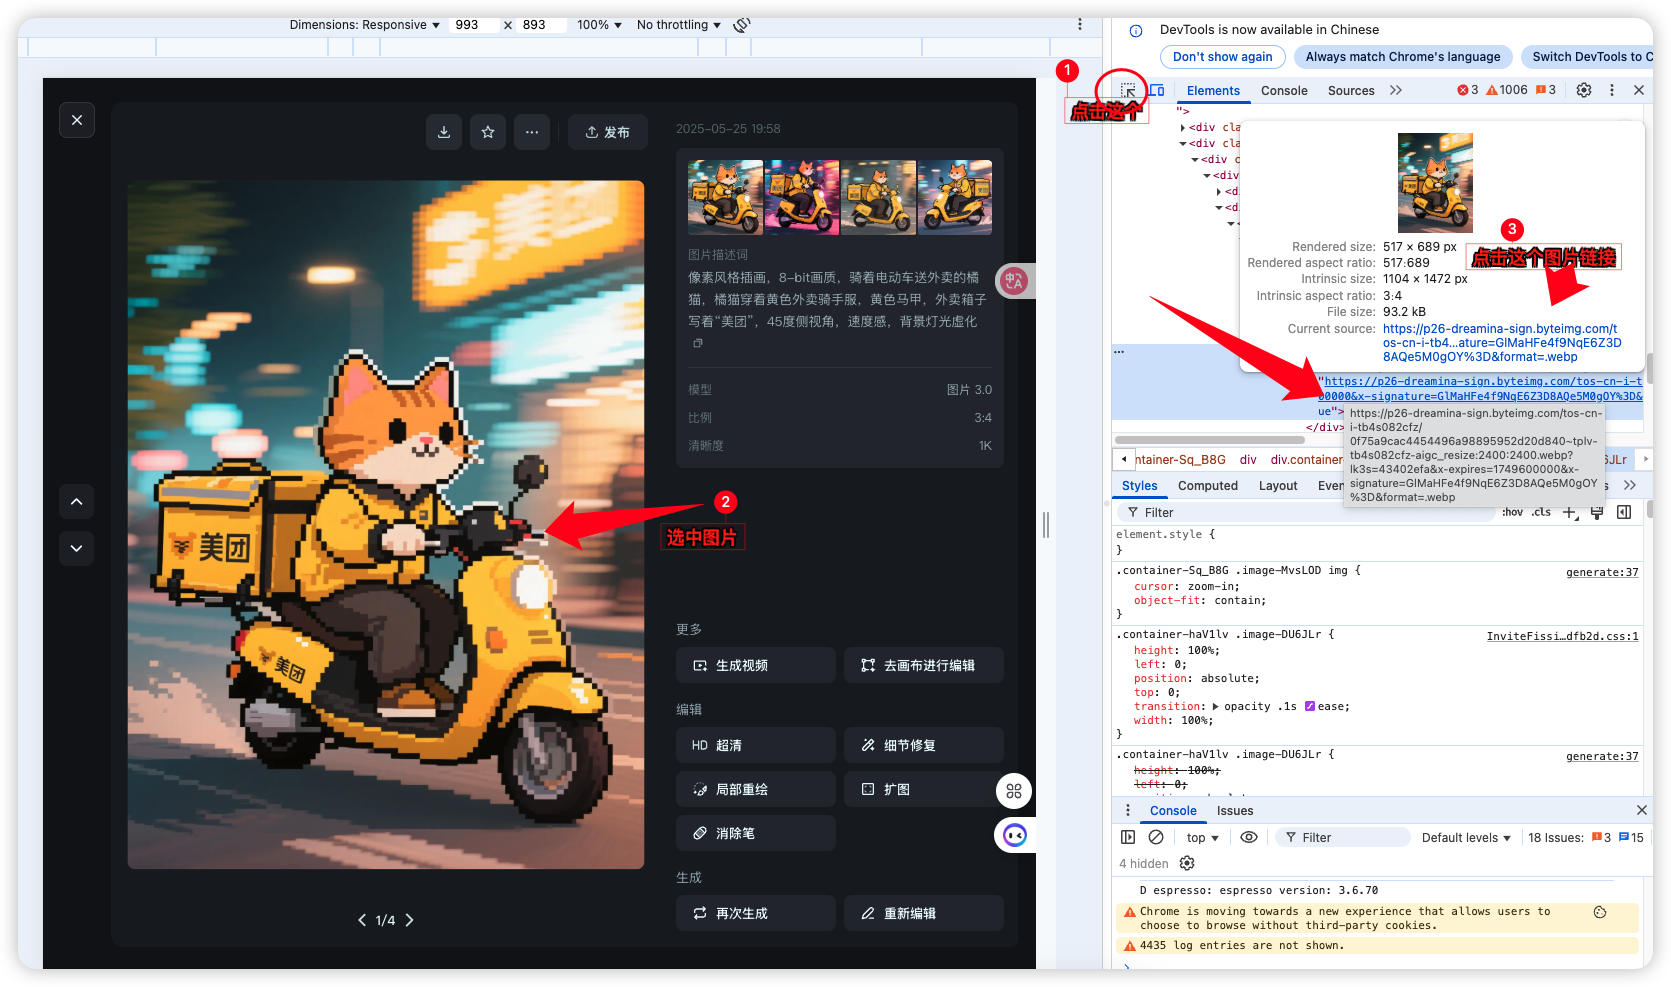 Dimensions: Responsive 993 × 893 100% No throttling
2025-05-25 19:58
发布
图片描述词
像素风格插画，8-bit画质，骑着电动车送外卖的橘
猫，橘猫穿着黄色外卖骑手服，黄色马甲，外卖箱子
写着“美团”，45度侧视角，速度感，背景灯光虚化
模型 图片 3.0
比例 3:4
清晰度 1K
美团
美团
2
选中图片
更多
生成视频 去画布进行编辑
编辑
HD 超清 细节修复
局部重绘 扩图
消除笔
生成
再次生成 重新编辑
1/4
中A
1
点击这个
DevTools is now available in Chinese
Don't show again Always match Chrome's language Switch DevTools to C
Elements Console Sources 3 1006 3
">
<div cla
<div cla
<div c
<div
<di
<d
3
点击这个图片链接
Rendered size: 517 × 689 px
Rendered aspect ratio: 517:689
Intrinsic size: 1104 × 1472 px
Intrinsic aspect ratio: 3:4
File size: 93.2 kB
Current source: https://p26-dreamina-sign.byteimg.com/t
os-cn-i-tb4...ature=GlMaHFe4f9NqE6Z3D
8AQe5M0gOY%3D&format=.webp
"https://p26-dreamina-sign.byteimg.com/tos-cn-i-t
00000&x-signature=GlMaHFe4f9NqE6Z3D8AQe5M0gOY%3D&
ue">
</div>
https://p26-dreamina-sign.byteimg.com/tos-cn-
i-tb4s082cfz/
0f75a9cac4454496a98895952d20d840~tplv-
tb4s082cfz-aigc_resize:2400:2400.webp?
lk3s=43402efa&x-expires=1749600000&x-
signature=GlMaHFe4f9NqE6Z3D8AQe5M0gOY
%3D&format=.webp
ntainer-Sq_B8G div div.container 6JLr
Styles Computed Layout Even s
Filter :hov .cls
element.style {
}
.container-Sq_B8G .image-MvsLOD img { generate:37
cursor: zoom-in;
object-fit: contain;
}
.container-haV1lv .image-DU6JLr { InviteFissi…dfb2d.css:1
height: 100%;
left: 0;
position: absolute;
top: 0;
transition: opacity .1s ease;
width: 100%;
}
.container-haV1lv .image-DU6JLr { generate:37
height: 100%;
left: 0;
Console Issues
top Filter Default levels 18 Issues: 3 15
4 hidden
D espresso: espresso version: 3.6.70
Chrome is moving towards a new experience that allows users to
choose to browse without third-party cookies.
4435 log entries are not shown.